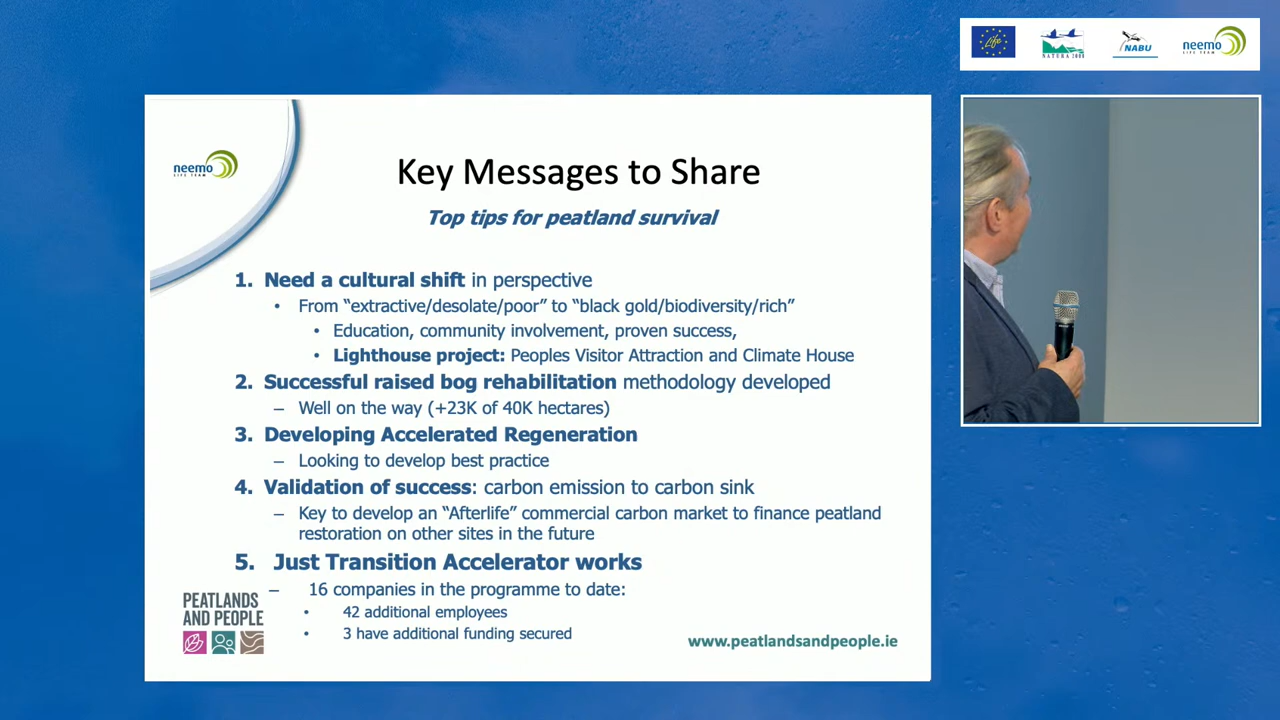 Life
NATURA 2000
NABU
neemo
LIFE TEAM
neemo
LIFE TEAM
Key Messages to Share
Top tips for peatland survival
1. Need a cultural shift in perspective
• From “extractive/desolate/poor” to “black gold/biodiversity/rich”
• Education, community involvement, proven success,
• Lighthouse project: Peoples Visitor Attraction and Climate House
2. Successful raised bog rehabilitation methodology developed
– Well on the way (+23K of 40K hectares)
3. Developing Accelerated Regeneration
– Looking to develop best practice
4. Validation of success: carbon emission to carbon sink
– Key to develop an “Afterlife” commercial carbon market to finance peatland
restoration on other sites in the future
5. Just Transition Accelerator works
– 16 companies in the programme to date:
• 42 additional employees
• 3 have additional funding secured
PEATLANDS
AND PEOPLE
www.peatlandsandpeople.ie